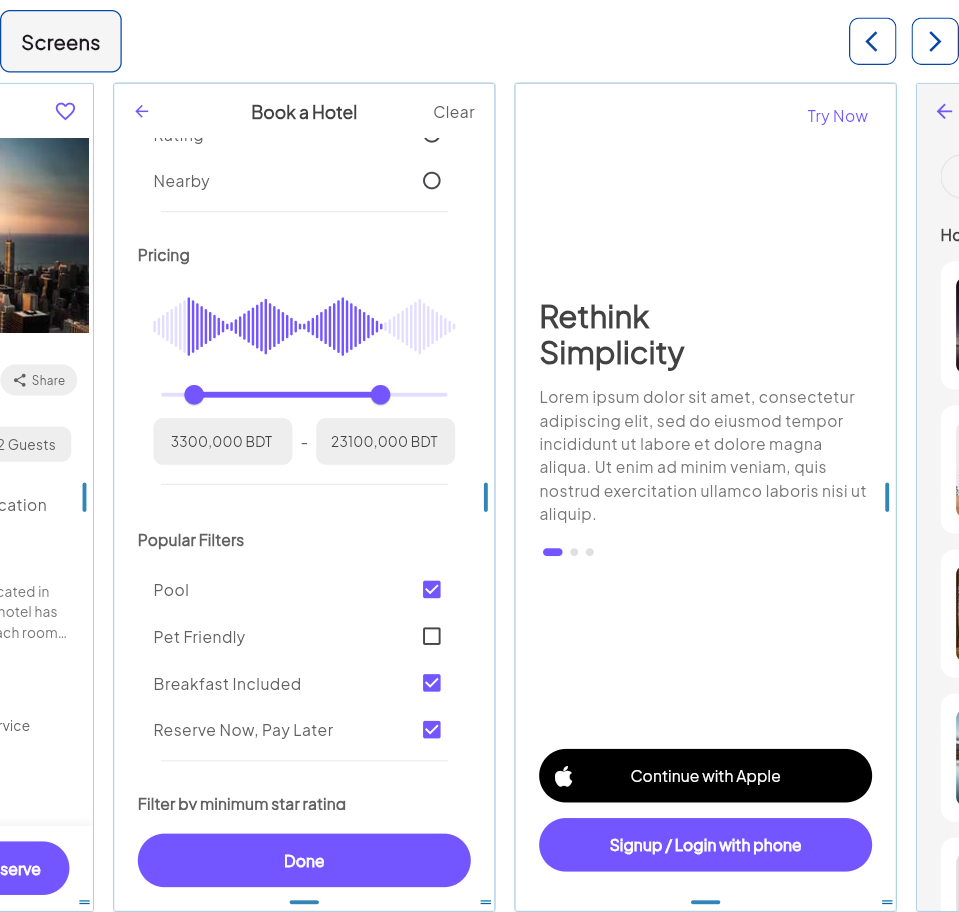 Screens
Share
2 Guests
cation
cated in
hotel has
ach room...
rvice
serve
Book a Hotel
Clear
Rating
Nearby
Pricing
3300,000 BDT - 23100,000 BDT
Popular Filters
Pool
Pet Friendly
Breakfast Included
Reserve Now, Pay Later
Filter by minimum star rating
Done
Try Now
Rethink
Simplicity
Lorem ipsum dolor sit amet, consectetur
adipiscing elit, sed do eiusmod tempor
incididunt ut labore et dolore magna
aliqua. Ut enim ad minim veniam, quis
nostrud exercitation ullamco laboris nisi ut
aliquip.
Continue with Apple
Signup / Login with phone
Ho